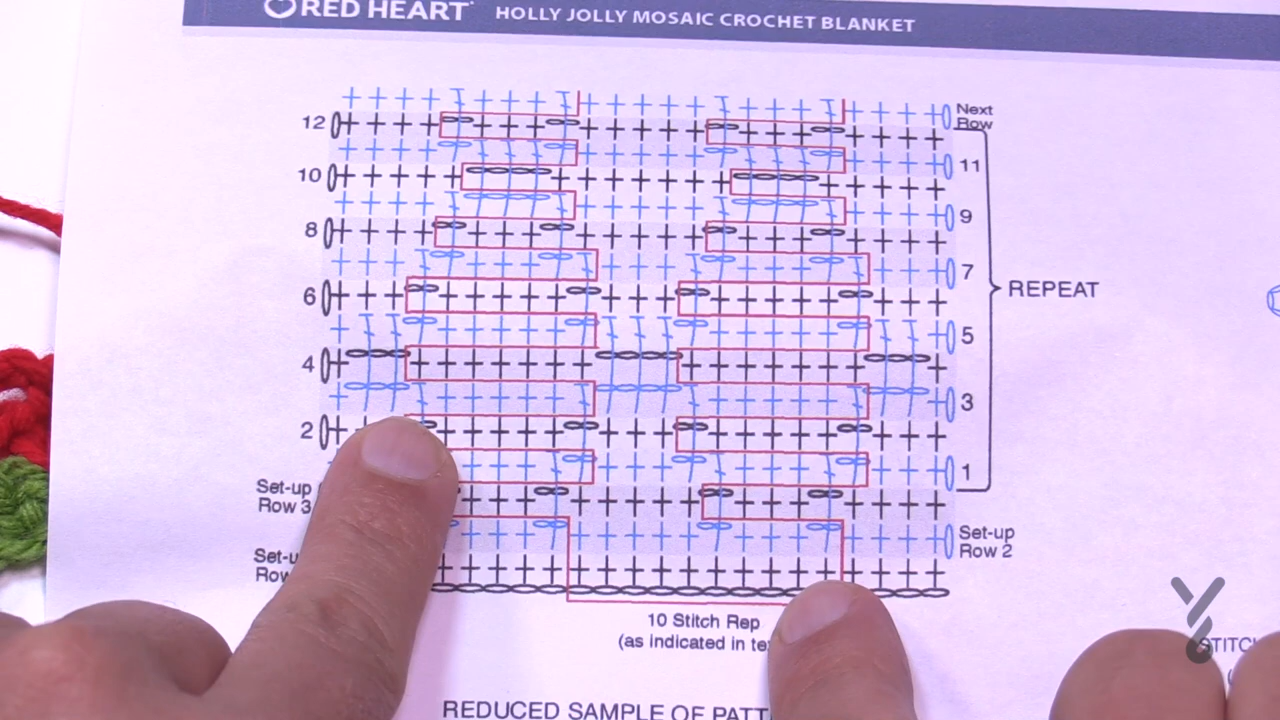 RED HEART HOLLY JOLLY MOSAIC CROCHET BLANKET
Next
Row
12
11
10
9
8
7
REPEAT
6
5
4
3
2
1
Set-up
Row 3
Set-up
Row 2
10 Stitch Rep
(as indicated in
REDUCED SAMPLE OF